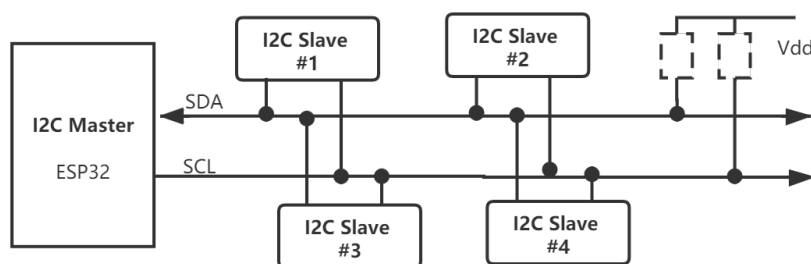 I2C Slave
#1
I2C Slave
#2
Vdd
SDA
I2C Master
ESP32
SCL
I2C Slave
#3
I2C Slave
#4